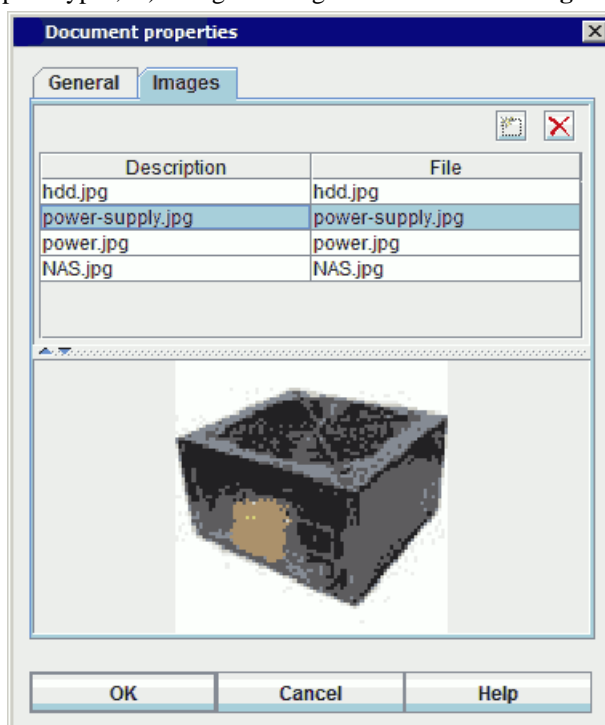 Document properties
General Images
Description File
hdd.jpg hdd.jpg
power-supply.jpg power-supply.jpg
power.jpg power.jpg
NAS.jpg NAS.jpg
OK Cancel Help